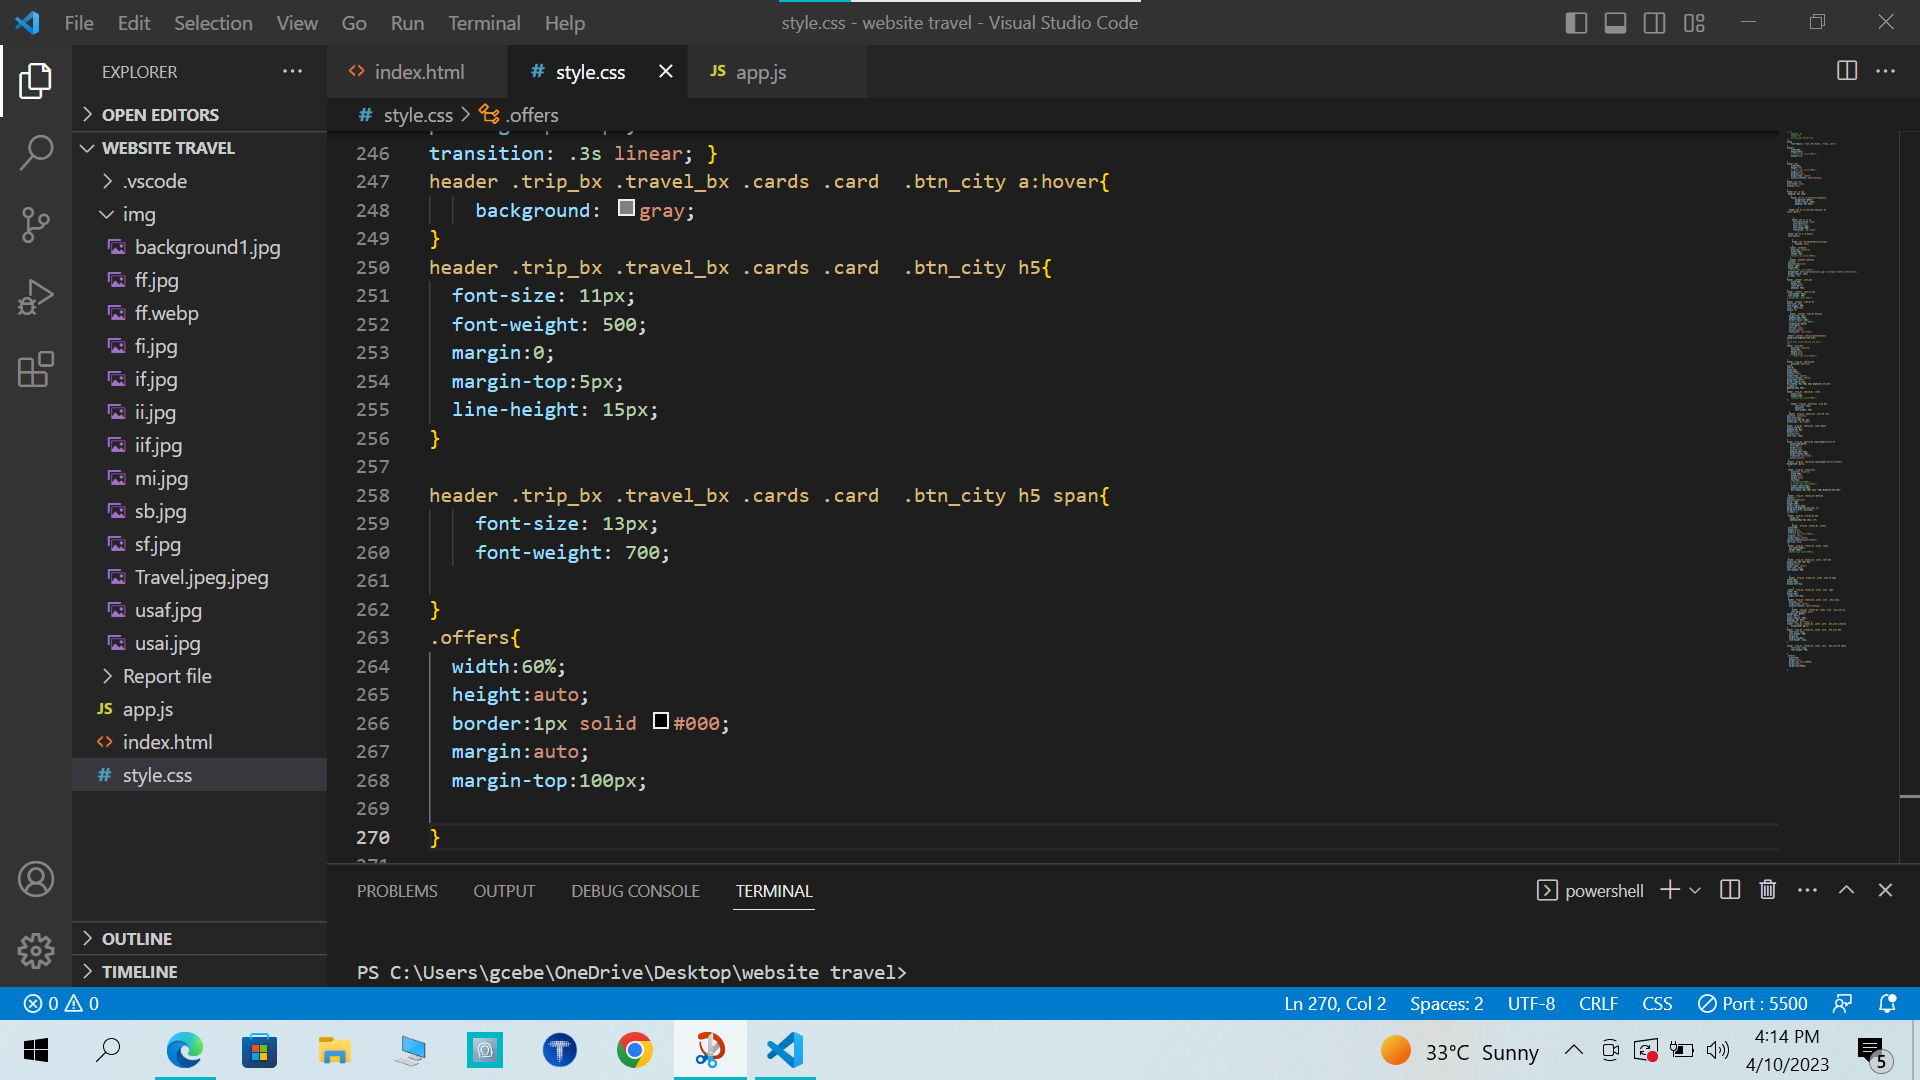 File Edit Selection View Go Run Terminal Help
style.css - website travel - Visual Studio Code
EXPLORER
OPEN EDITORS
WEBSITE TRAVEL
.vscode
img
background1.jpg
ff.jpg
ff.webp
fi.jpg
if.jpg
ii.jpg
iif.jpg
mi.jpg
sb.jpg
sf.jpg
Travel.jpeg.jpeg
usaf.jpg
usai.jpg
Report file
JS app.js
<> index.html
# style.css
OUTLINE
TIMELINE
<> index.html # style.css JS app.js
# style.css > .offers
246 transition: .3s linear; }
247 header .trip_bx .travel_bx .cards .card  .btn_city a:hover{
248 background: gray;
249 }
250 header .trip_bx .travel_bx .cards .card  .btn_city h5{
251 font-size: 11px;
252 font-weight: 500;
253 margin:0;
254 margin-top:5px;
255 line-height: 15px;
256 }
257
258 header .trip_bx .travel_bx .cards .card  .btn_city h5 span{
259 font-size: 13px;
260 font-weight: 700;
261
262 }
263 .offers{
264 width:60%;
265 height:auto;
266 border:1px solid #000;
267 margin:auto;
268 margin-top:100px;
269
270 }
PROBLEMS OUTPUT DEBUG CONSOLE TERMINAL
powershell
PS C:\Users\gcebe\OneDrive\Desktop\website travel>
0 0
Ln 270, Col 2 Spaces: 2 UTF-8 CRLF CSS Port : 5500
33°C Sunny
4:14 PM
4/10/2023
5